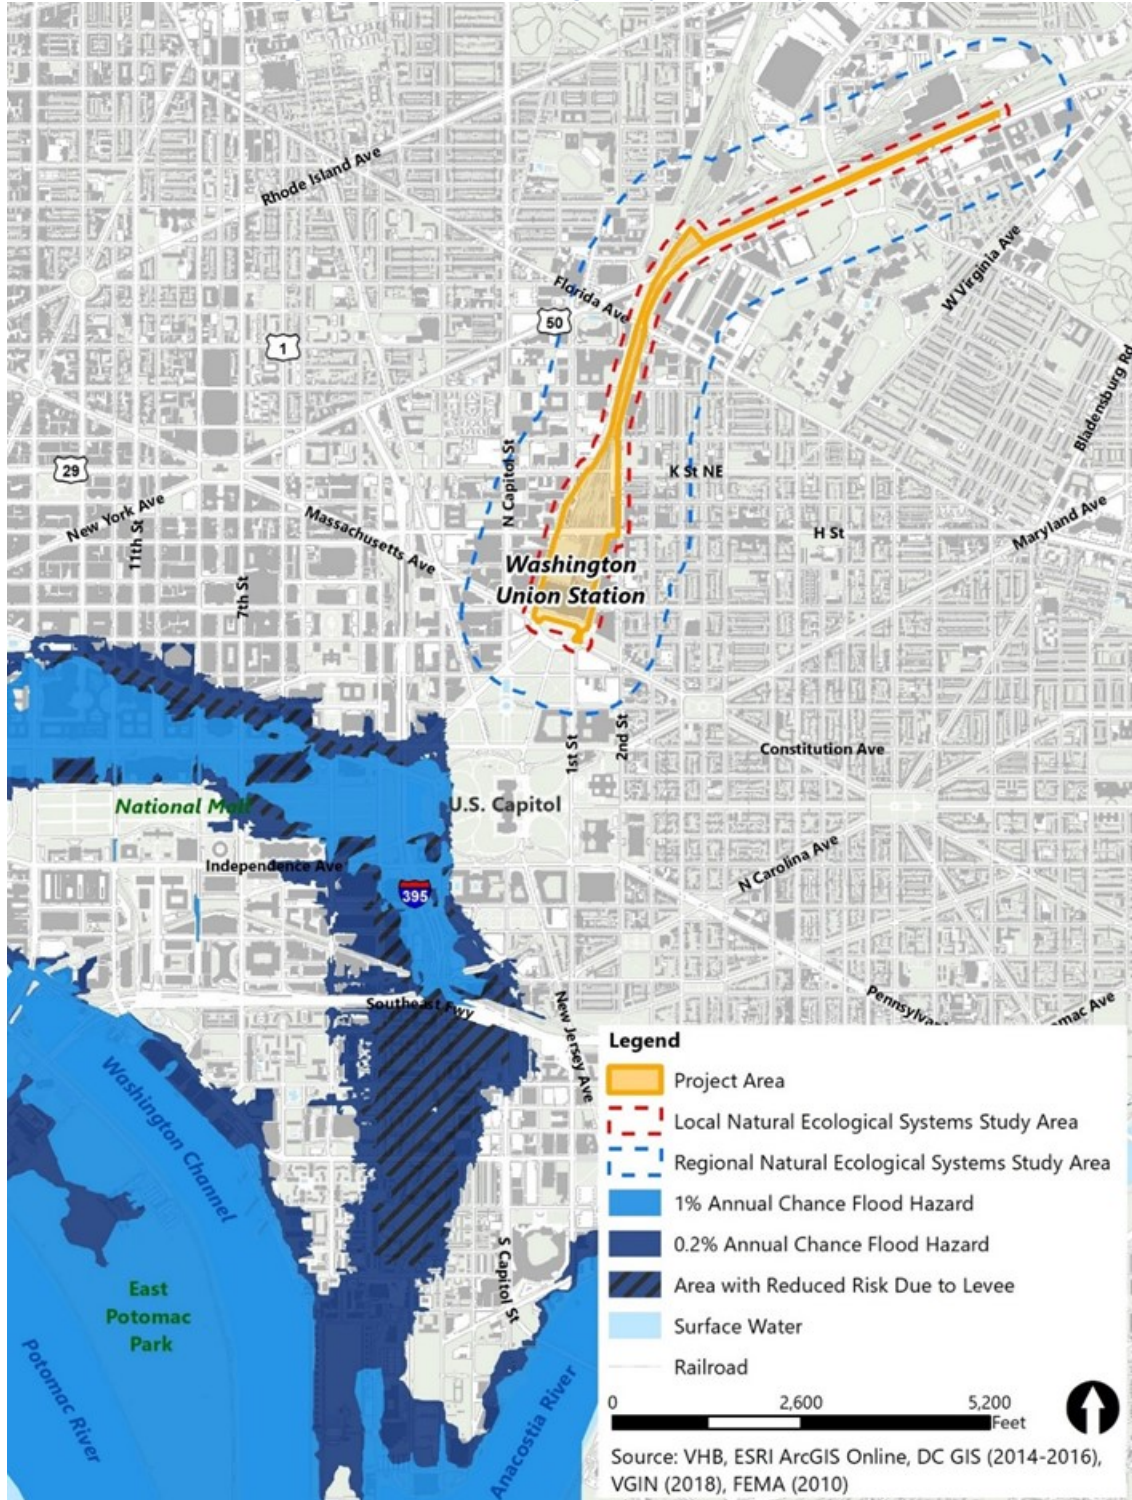 Rhode Island Ave
Florida Ave
W Virginia Ave
50
1
Bladensburg Rd
29
N Capitol St
K St NE
New York Ave
11th St
Massachusetts Ave
H St
Maryland Ave
7th St
Washington
Union Station
1st St
2nd St
Constitution Ave
National Mall
U.S. Capitol
Independence Ave
N Carolina Ave
395
Southeast Fwy
New Jersey Ave
Washington Channel
S Capitol St
East
Potomac
Park
Potomac River
Anacostia River
Legend
Project Area
Local Natural Ecological Systems Study Area
Regional Natural Ecological Systems Study Area
1% Annual Chance Flood Hazard
0.2% Annual Chance Flood Hazard
Area with Reduced Risk Due to Levee
Surface Water
Railroad
0 2,600 5,200
Feet
Source: VHB, ESRI ArcGIS Online, DC GIS (2014-2016),
VGIN (2018), FEMA (2010)